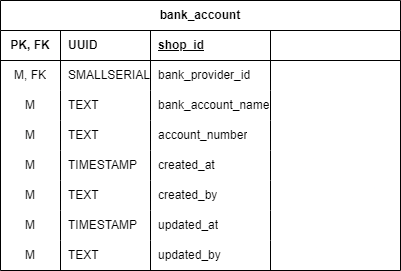 bank_account
PK, FK UUID shop_id
M, FK SMALLSERIAL bank_provider_id
M TEXT bank_account_name
M TEXT account_number
M TIMESTAMP created_at
M TEXT created_by
M TIMESTAMP updated_at
M TEXT updated_by